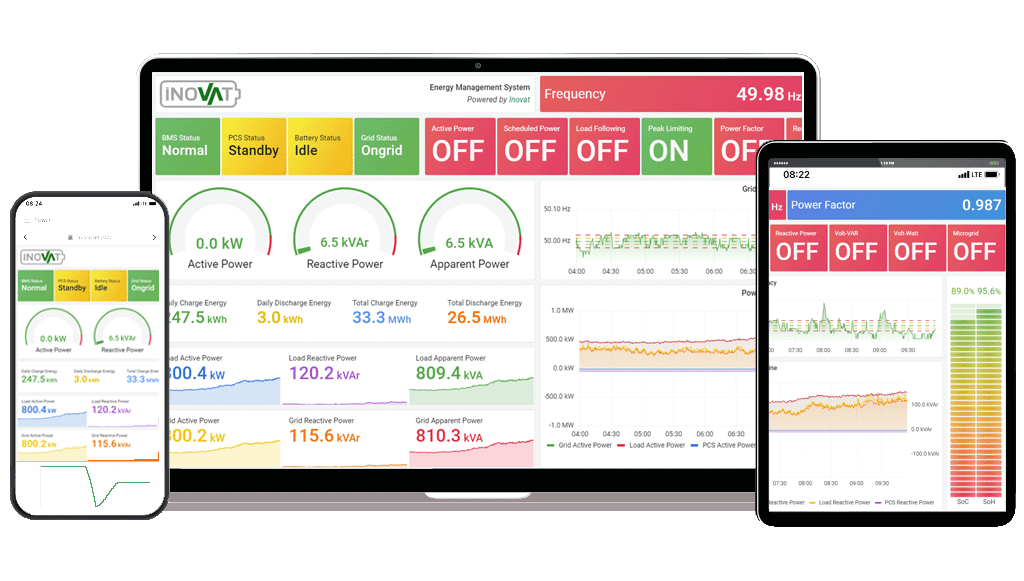 INOVAT
Energy Management System
Powered by Inovat
Frequency
49.98 Hz
BMS Status
Normal
PCS Status
Standby
Battery Status
Idle
Grid Status
Ongrid
Active Power
OFF
Scheduled Power
OFF
Load Following
OFF
Peak Limiting
ON
Power Factor
OFF
Re
0.0 kW
Active Power
6.5 kVAr
Reactive Power
6.5 kVA
Apparent Power
Grid
50.10 Hz
50.00 Hz
04:00 04:30 05:00 05:30 06:00 06:30
aily Charge Energy
247.5 kWh
Daily Discharge Energy
3.0 kWh
Total Charge Energy
33.3 MWh
Total Discharge Energy
26.5 MWh
Pow
1.0 MW
500.0 kW
0.0 kW
-500.0 kW
-1.0 MW
04:00 04:30 05:00 05:30 06:00 06:30
Grid Active Power Load Active Power PCS Active Power
oad Active Power
800.4 kW
Load Reactive Power
120.2 kVAr
Load Apparent Power
809.4 kVA
rid Active Power
800.2 kW
Grid Reactive Power
115.6 kVAr
Grid Apparent Power
810.3 kVA
08:24
INOVAT
BMS Status
Normal
PCS Status
Standby
Battery Status
Idle
Grid Status
Ongrid
0.0 kW
Active Power
6.5 kVAr
Reactive Power
Daily Charge Energy
247.5 kWh
Daily Discharge Energy
3.0 kWh
Total Charge Energy
33.3 MWh
Load Active Power
800.4 kW
Load Reactive Power
120.2 kVAr
Grid Active Power
800.2 kW
Grid Reactive Power
115.6 kVAr
08:22
LTE
Hz
Power Factor
0.987
Reactive Power
OFF
Volt-VAR
OFF
Volt-Watt
OFF
Microgrid
OFF
cy
07:30 08:00 08:30 09:00 09:30
89.0% 95.6%
ine
100.0 kVAr
0.0 kVAr
-100.0 kVAr
07:30 08:00 08:30 09:00 09:30
eactive Power Load Reactive Power PCS Reactive Power
SoC SoH